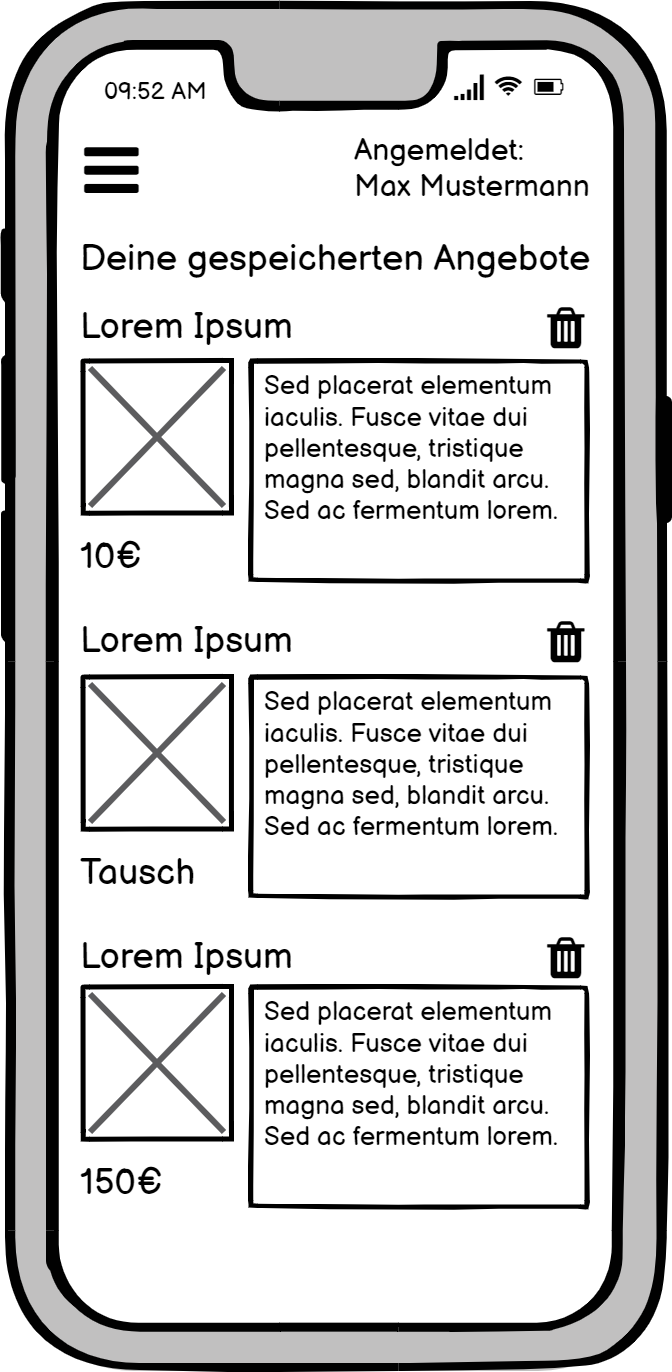 09:52 AM
Angemeldet:
Max Mustermann
Deine gespeicherten Angebote
Lorem Ipsum
Sed placerat elementum
iaculis. Fusce vitae dui
pellentesque, tristique
magna sed, blandit arcu.
Sed ac fermentum lorem.
10€
Lorem Ipsum
Sed placerat elementum
iaculis. Fusce vitae dui
pellentesque, tristique
magna sed, blandit arcu.
Sed ac fermentum lorem.
Tausch
Lorem Ipsum
Sed placerat elementum
iaculis. Fusce vitae dui
pellentesque, tristique
magna sed, blandit arcu.
Sed ac fermentum lorem.
150€